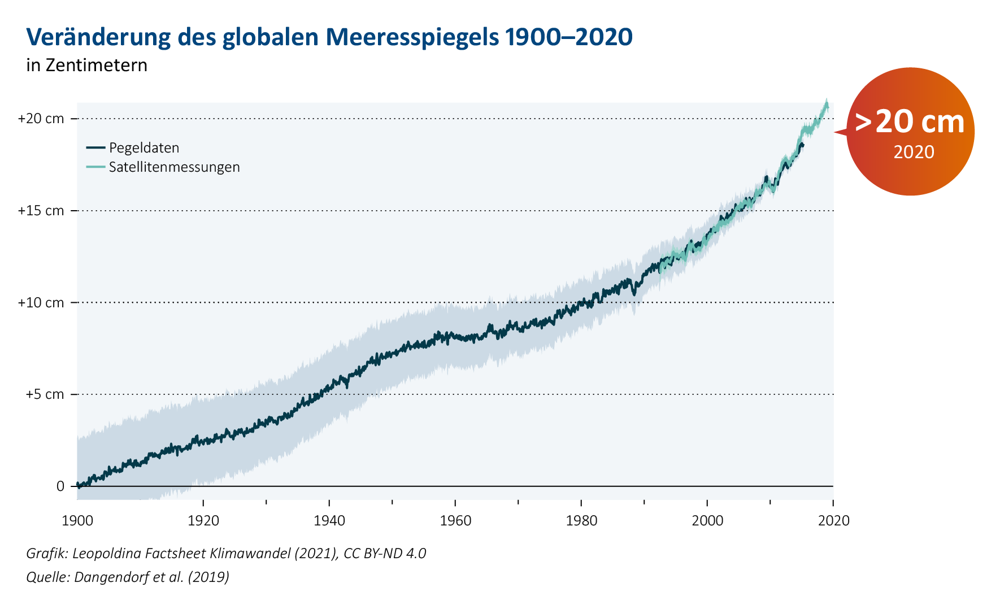 Veränderung des globalen Meeresspiegels 1900–2020
in Zentimetern
>20 cm
2020
+20 cm
Pegeldaten
Satellitenmessungen
+15 cm
+10 cm
+5 cm
0
1900 1920 1940 1960 1980 2000 2020
Grafik: Leopoldina Factsheet Klimawandel (2021), CC BY-ND 4.0
Quelle: Dangendorf et al. (2019)